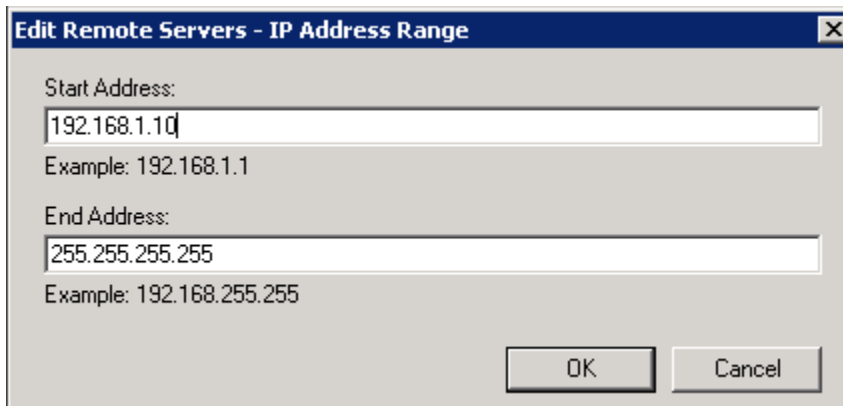 Edit Remote Servers - IP Address Range
Start Address:
192.168.1.10
Example: 192.168.1.1
End Address:
255.255.255.255
Example: 192.168.255.255
OK Cancel